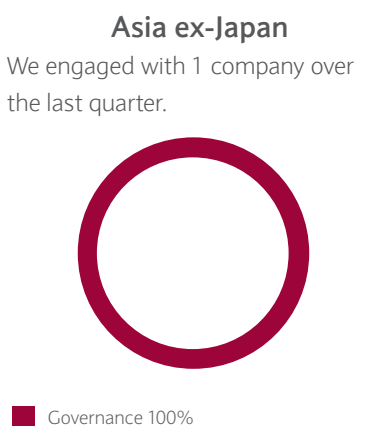 Asia ex-Japan
We engaged with 1 company over
the last quarter.
Governance 100%